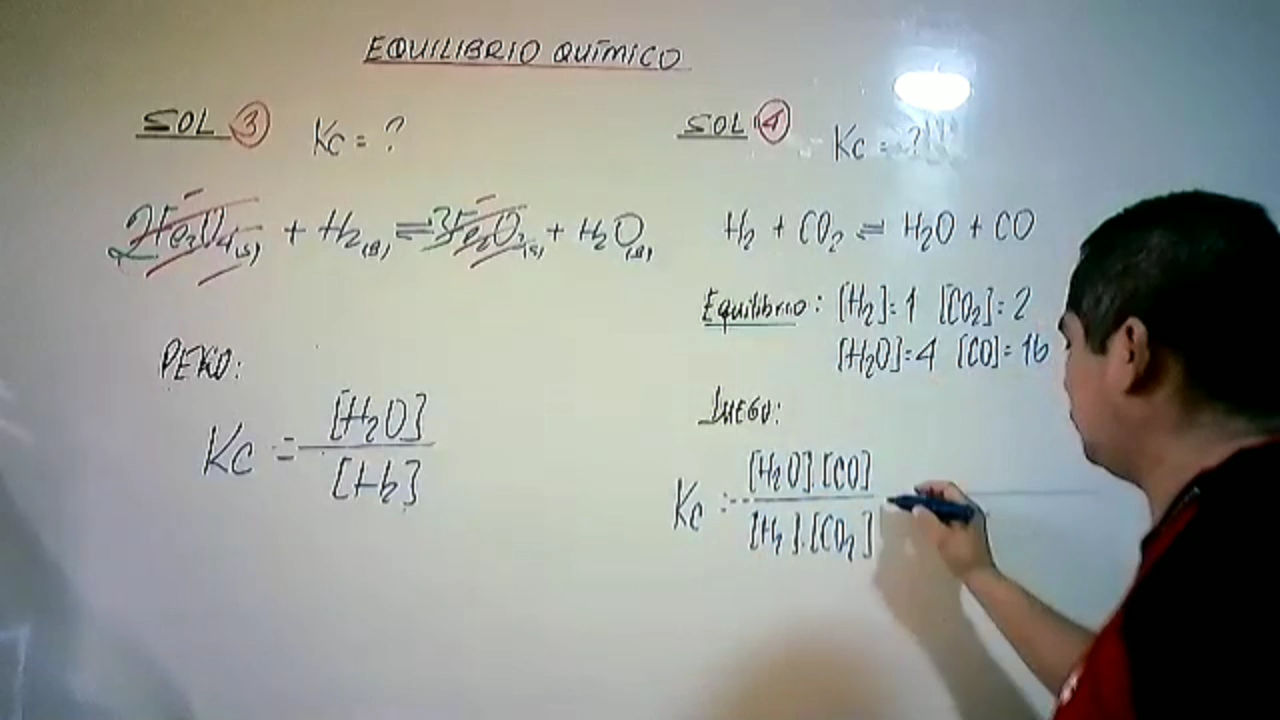 EQUILIBRIO QUÍMICO
SOL 3 Kc = ?
2Fe3O4(s) + H2(g) ⇌ 3Fe2O3(s) + H2O(g)
PERO:
Kc = [H2O]
[H2]
SOL 4 Kc = ?
H2 + CO2 ⇌ H2O + CO
Equilibrio: [H2]=1 [CO2]=2
[H2O]=4 [CO]=16
LUEGO:
Kc = [H2O].[CO]
[H2].[CO2]